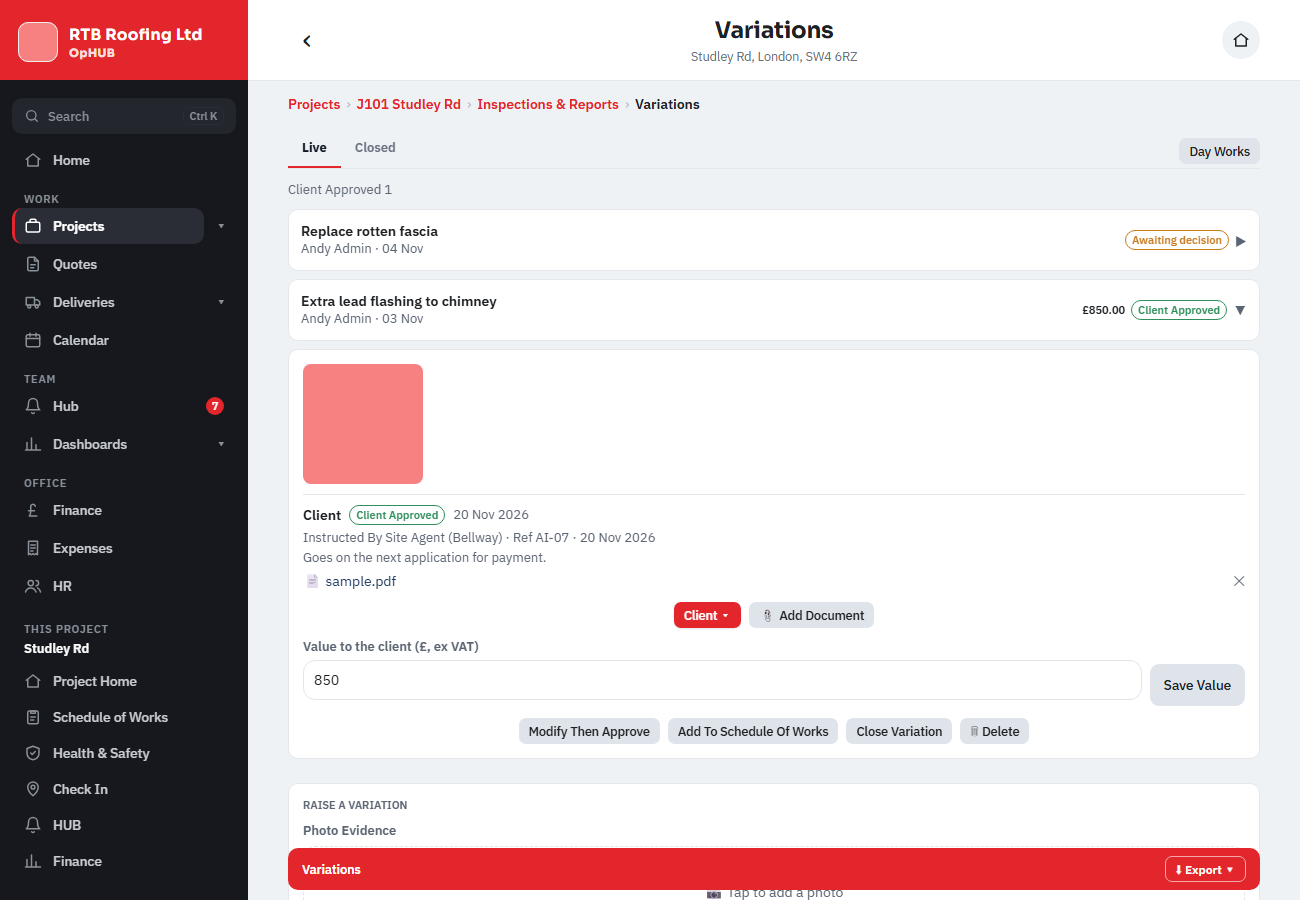 RTB Roofing Ltd
OpHUB
Search Ctrl K
Home
WORK
Projects
Quotes
Deliveries
Calendar
TEAM
Hub 7
Dashboards
OFFICE
Finance
Expenses
HR
THIS PROJECT
Studley Rd
Project Home
Schedule of Works
Health & Safety
Check In
HUB
Finance
Variations
Studley Rd, London, SW4 6RZ
Projects › J101 Studley Rd › Inspections & Reports › Variations
Live Closed Day Works
Client Approved 1
Replace rotten fascia
Andy Admin · 04 Nov
Awaiting decision
Extra lead flashing to chimney
Andy Admin · 03 Nov
£850.00 Client Approved
Client Client Approved 20 Nov 2026
Instructed By Site Agent (Bellway) · Ref AI-07 · 20 Nov 2026
Goes on the next application for payment.
sample.pdf
Client Add Document
Value to the client (£, ex VAT)
850 Save Value
Modify Then Approve Add To Schedule Of Works Close Variation Delete
RAISE A VARIATION
Photo Evidence
Variations Export
Tap to add a photo